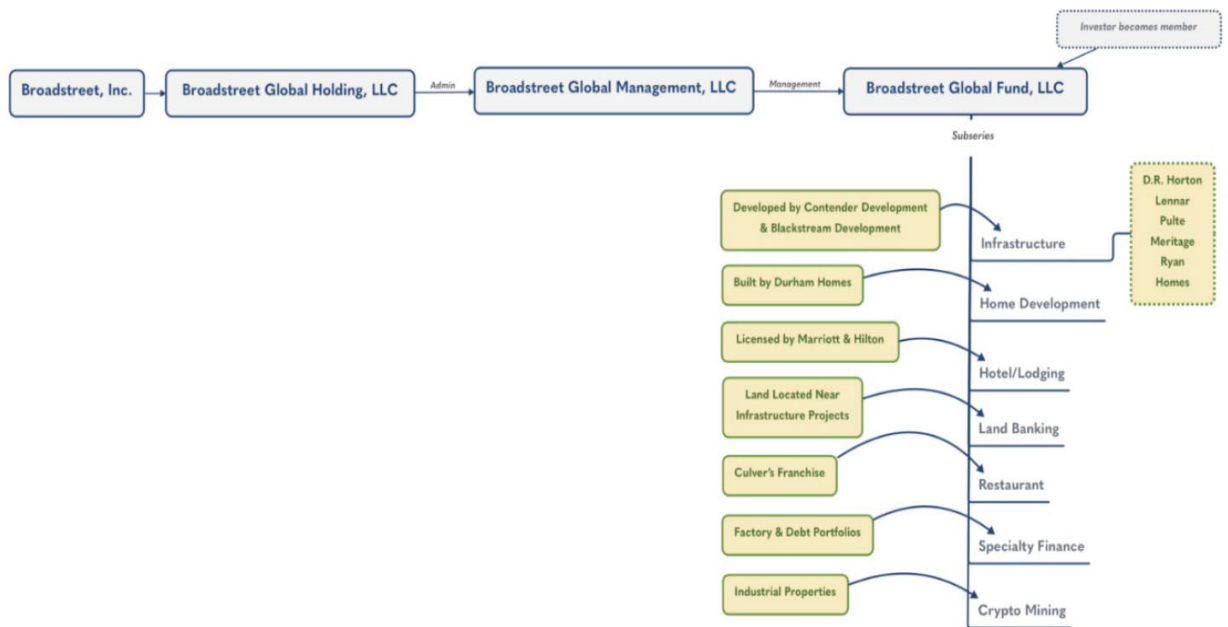 Investor becomes member
Broadstreet, Inc.
Broadstreet Global Holding, LLC
Admin
Broadstreet Global Management, LLC
Management
Broadstreet Global Fund, LLC
Subseries
D.R. Horton
Lennar
Pulte
Meritage
Ryan
Homes
Developed by Contender Development
& Blackstream Development
Infrastructure
Built by Durham Homes
Home Development
Licensed by Marriott & Hilton
Hotel/Lodging
Land Located Near
Infrastructure Projects
Land Banking
Culver's Franchise
Restaurant
Factory & Debt Portfolios
Specialty Finance
Industrial Properties
Crypto Mining